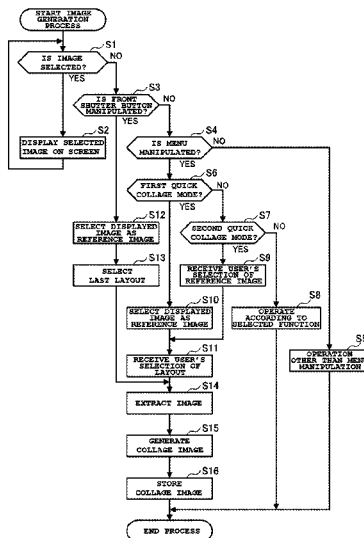 START IMAGE
GENERATION
PROCESS
S1
IS IMAGE
SELECTED?
NO
YES
S2
DISPLAY SELECTED
IMAGE ON SCREEN
S3
IS FRONT
SHUTTER BUTTON
MANIPULATED?
NO
YES
S4
IS MENU
MANIPULATED?
NO
YES
S6
FIRST QUICK
COLLAGE MODE?
NO
YES
S7
SECOND QUICK
COLLAGE MODE?
NO
YES
S12
SELECT DISPLAYED
IMAGE AS
REFERENCE IMAGE
S9
RECEIVE USER'S
SELECTION OF
REFERENCE IMAGE
S13
SELECT
LAST LAYOUT
S10
SELECT DISPLAYED
IMAGE AS
REFERENCE IMAGE
S8
OPERATE
ACCORDING TO
SELECTED FUNCTION
S11
RECEIVE USER'S
SELECTION OF
LAYOUT
OPERATION
OTHER THAN MENU
MANIPULATION
S14
EXTRACT IMAGE
S15
GENERATE
COLLAGE IMAGE
S16
STORE
COLLAGE IMAGE
END PROCESS